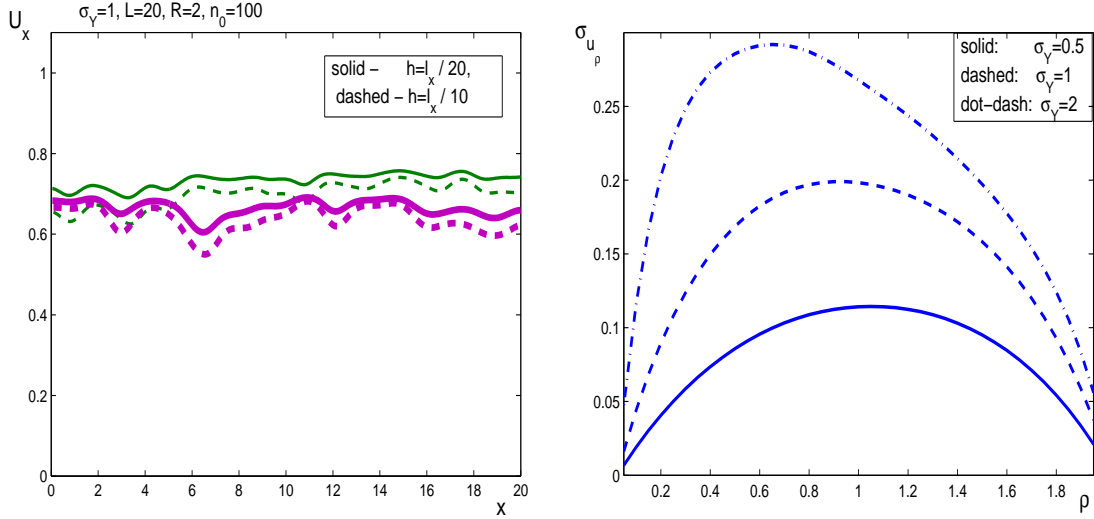 σ_Y=1, L=20, R=2, n_0=100
U_x
1
0.8
0.6
0.4
0.2
0
0 2 4 6 8 10 12 14 16 18 20
x
solid – h=l_x / 20,
dashed – h=l_x / 10
σ_u_ρ
0.25
0.2
0.15
0.1
0.05
0
0.2 0.4 0.6 0.8 1 1.2 1.4 1.6 1.8
ρ
solid: σ_Y=0.5
dashed: σ_Y=1
dot–dash: σ_Y=2